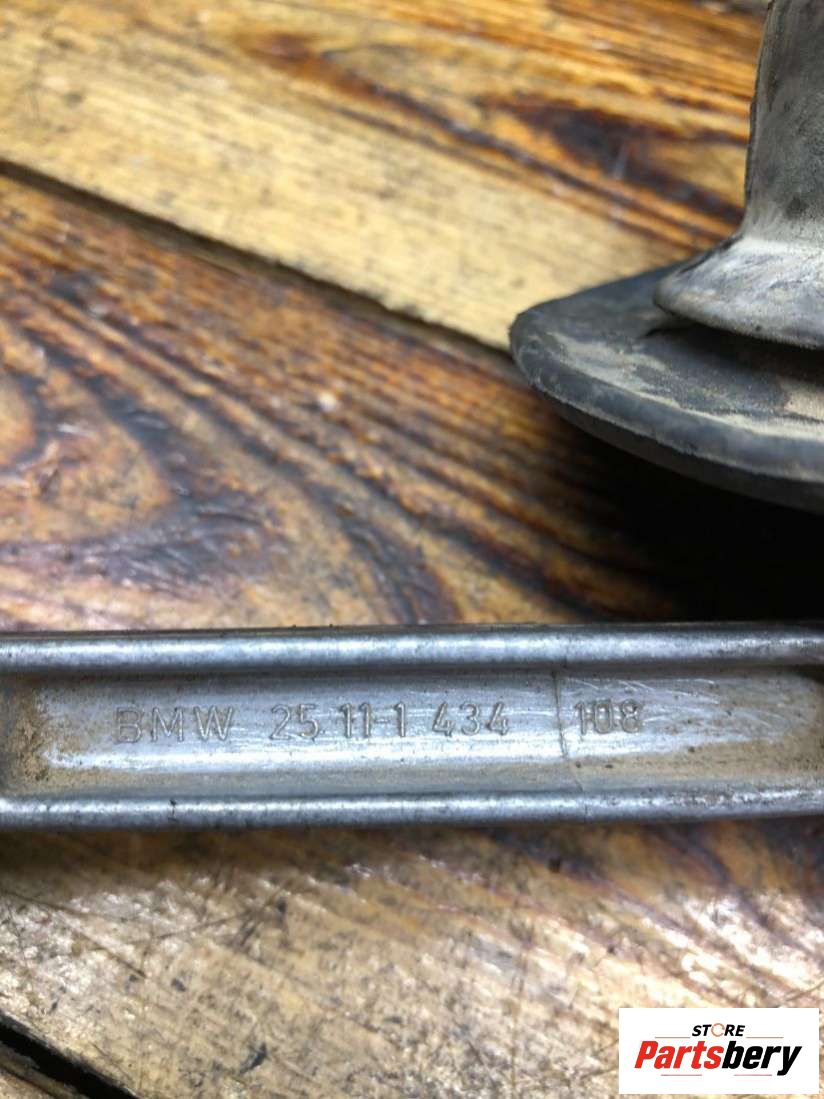 BMW 25 11-1 434 108
STORE
Partsbery